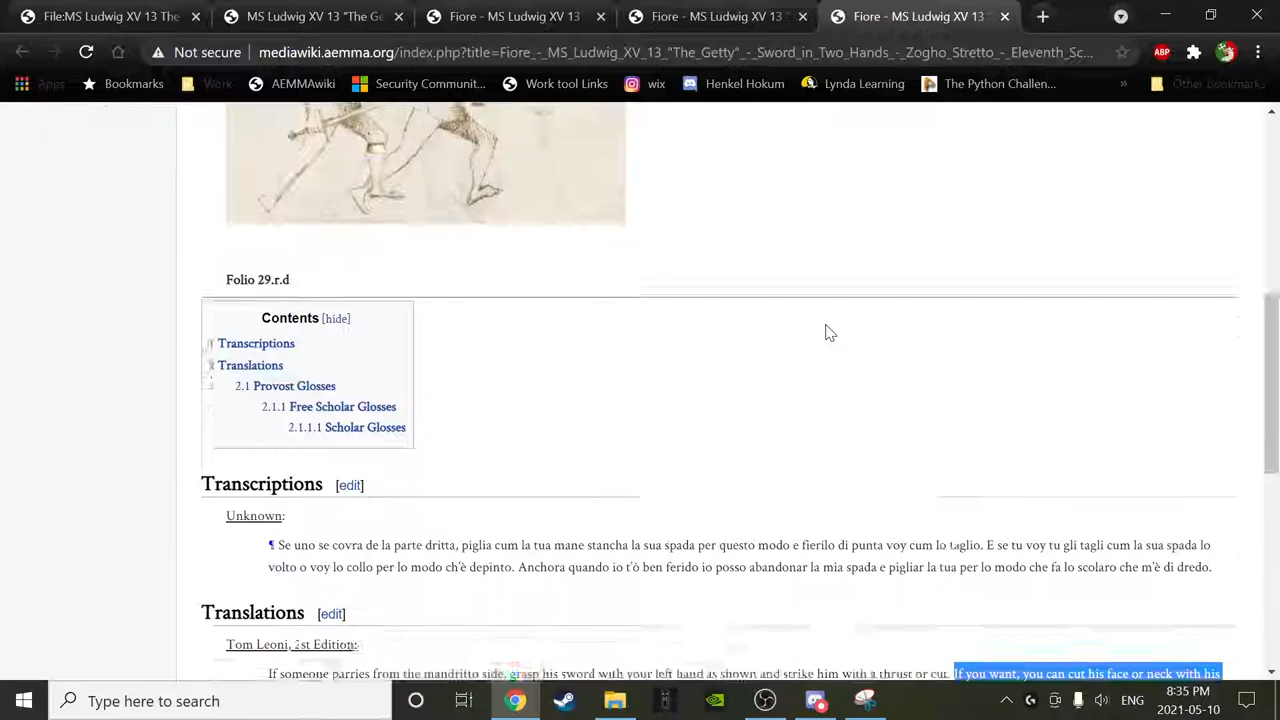 File:MS Ludwig XV 13 The
MS Ludwig XV 13 "The Ge
Fiore - MS Ludwig XV 13
Fiore - MS Ludwig XV 13
Fiore - MS Ludwig XV 13
Not secure mediawiki.aemma.org/index.php?title=Fiore_-_MS_Ludwig_XV_13_"The_Getty"_-_Sword_in_Two_Hands_-_Zogho_Stretto_-_Eleventh_Sc...
ABP
Apps Bookmarks Work AEMMAwiki Security Communit... Work tool Links wix Henkel Hokum Lynda Learning The Python Challen... » Other Bookmarks
Folio 29.r.d
Contents [hide]
Transcriptions
Translations
2.1 Provost Glosses
2.1.1 Free Scholar Glosses
2.1.1.1 Scholar Glosses
Transcriptions [edit]
Unknown:
¶ Se uno se covra de la parte dritta, piglia cum la tua mane stancha la sua spada per questo modo e fierilo di punta voy cum lo taglio. E se tu voy tu gli tagli cum la sua spada lo
volto o voy lo collo per lo modo ch'è depinto. Anchora quando io t'ò ben ferido io posso abandonar la mia spada e pigliar la tua per lo modo che fa lo scolaro che m'è di dredo.
Translations [edit]
Tom Leoni, 2st Edition:
If someone parries from the mandritto side, grasp his sword with your left hand as shown and strike him with a thrust or cut. If you want, you can cut his face or neck with his
Type here to search
ENG
8:35 PM
2021-05-10